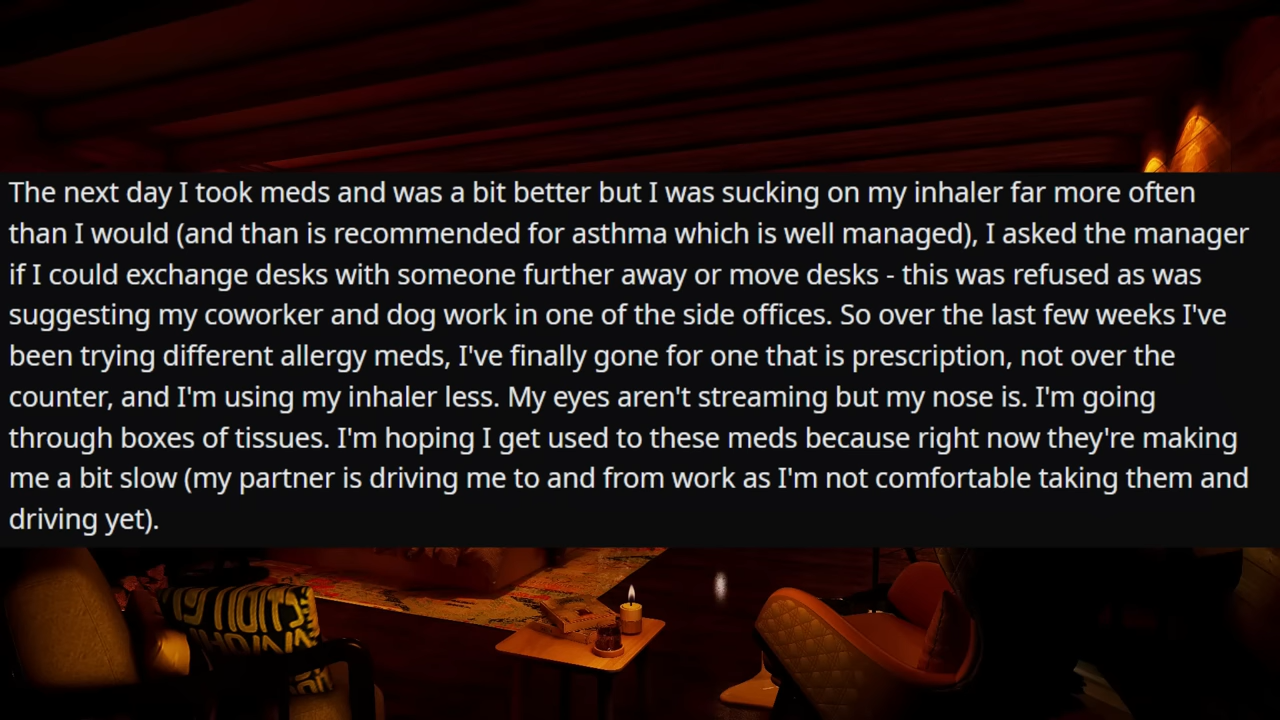 The next day I took meds and was a bit better but I was sucking on my inhaler far more often
than I would (and than is recommended for asthma which is well managed), I asked the manager
if I could exchange desks with someone further away or move desks - this was refused as was
suggesting my coworker and dog work in one of the side offices. So over the last few weeks I've
been trying different allergy meds, I've finally gone for one that is prescription, not over the
counter, and I'm using my inhaler less. My eyes aren't streaming but my nose is. I'm going
through boxes of tissues. I'm hoping I get used to these meds because right now they're making
me a bit slow (my partner is driving me to and from work as I'm not comfortable taking them and
driving yet).